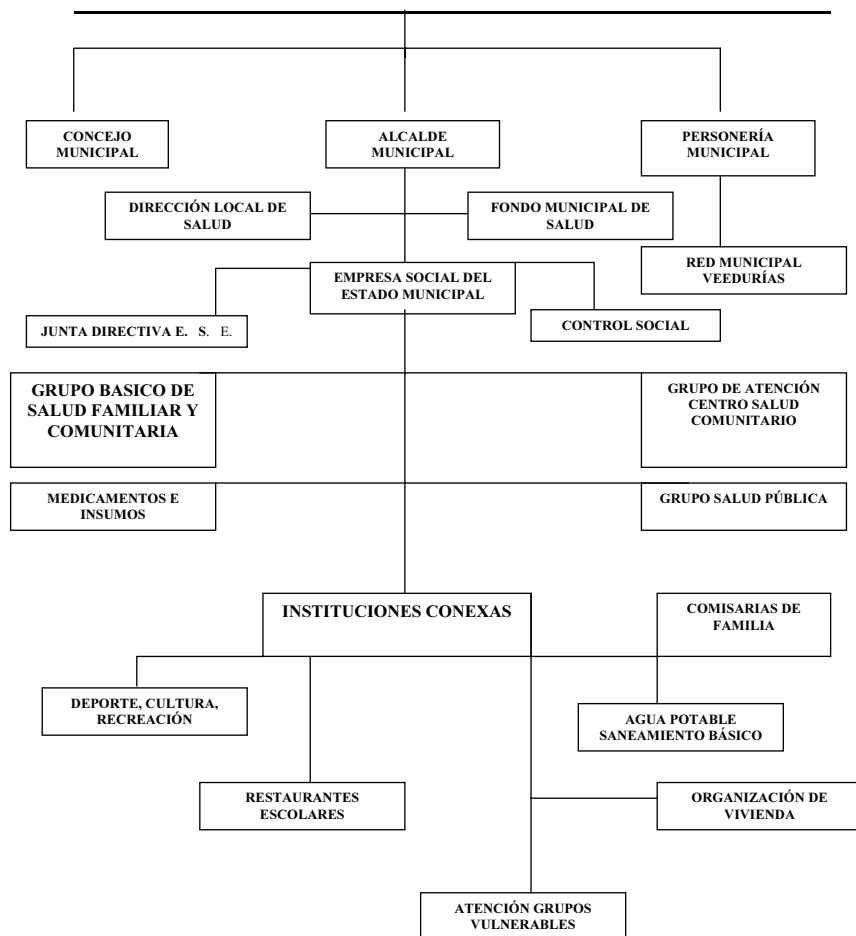 CONCEJO
MUNICIPAL
ALCALDE
MUNICIPAL
PERSONERÍA
MUNICIPAL
DIRECCIÓN LOCAL DE
SALUD
FONDO MUNICIPAL DE
SALUD
RED MUNICIPAL
VEEDURÍAS
EMPRESA SOCIAL DEL
ESTADO MUNICIPAL
JUNTA DIRECTIVA E. S. E.
CONTROL SOCIAL
GRUPO BASICO DE
SALUD FAMILIAR Y
COMUNITARIA
GRUPO DE ATENCIÓN
CENTRO SALUD
COMUNITARIO
MEDICAMENTOS E
INSUMOS
GRUPO SALUD PÚBLICA
INSTITUCIONES CONEXAS
COMISARIAS DE
FAMILIA
DEPORTE, CULTURA,
RECREACIÓN
AGUA POTABLE
SANEAMIENTO BÁSICO
RESTAURANTES
ESCOLARES
ORGANIZACIÓN DE
VIVIENDA
ATENCIÓN GRUPOS
VULNERABLES